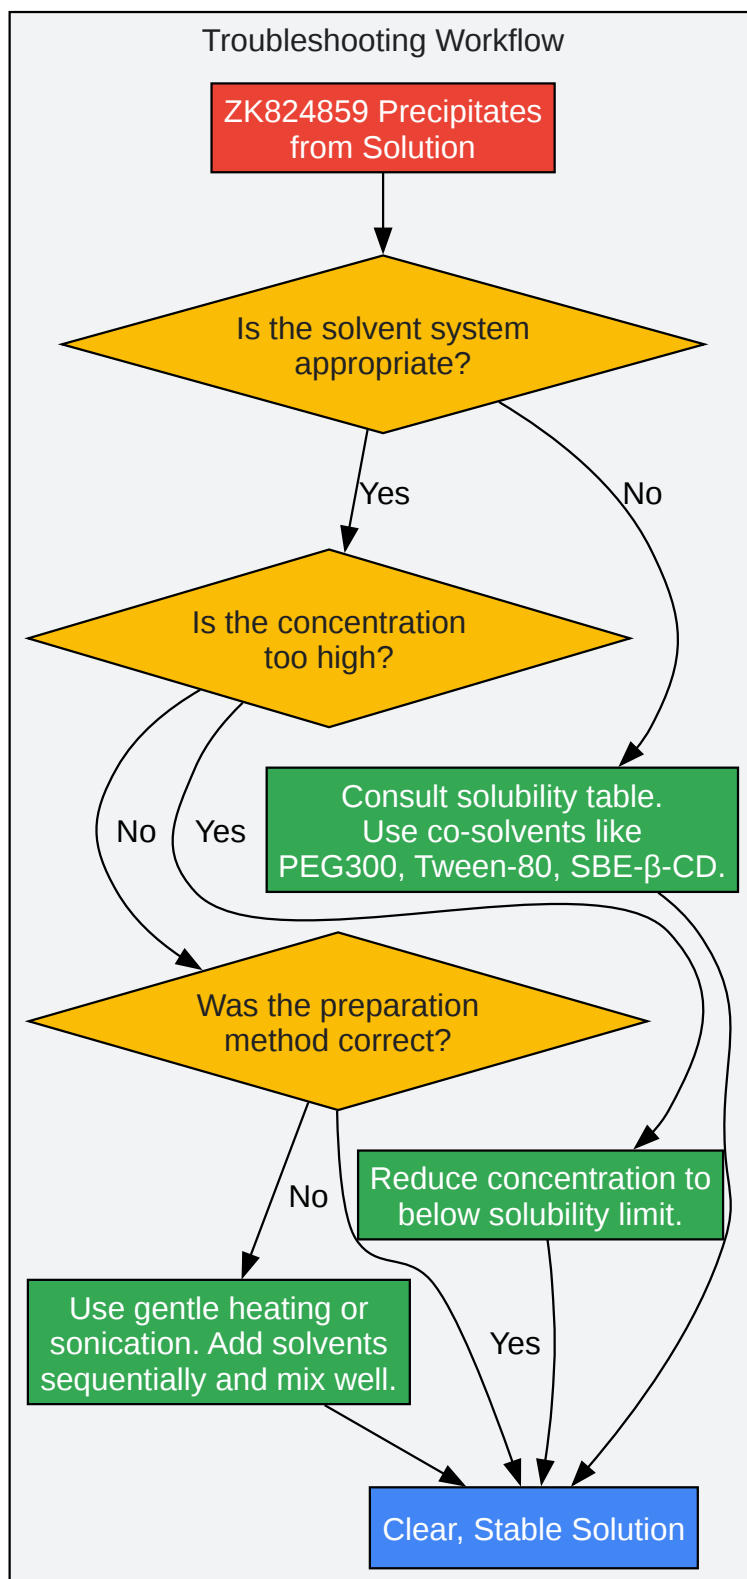 Troubleshooting Workflow
ZK824859 Precipitates
from Solution
Is the solvent system
appropriate?
Yes
No
Is the concentration
too high?
Consult solubility table.
Use co-solvents like
PEG300, Tween-80, SBE-β-CD.
No
Yes
Was the preparation
method correct?
Reduce concentration to
below solubility limit.
No
Use gentle heating or
sonication. Add solvents
sequentially and mix well.
Yes
Clear, Stable Solution